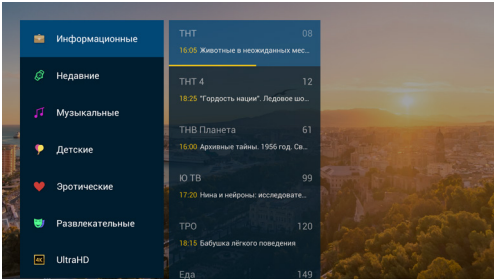 Информационные
Недавние
Музыкальные
Детские
Эротические
Развлекательные
4K
UltraHD
ТНТ 08
16:05 Животные в неожиданных мес...
ТНТ 4 12
18:25 "Гордость нации". Ледовое шо...
ТНВ Планета 61
16:00 Архивные тайны. 1956 год. Св...
Ю ТВ 99
17:20 Нина и нейроны: исследовате...
ТРО 120
18:15 Бабушка лёгкого поведения
Еда 149